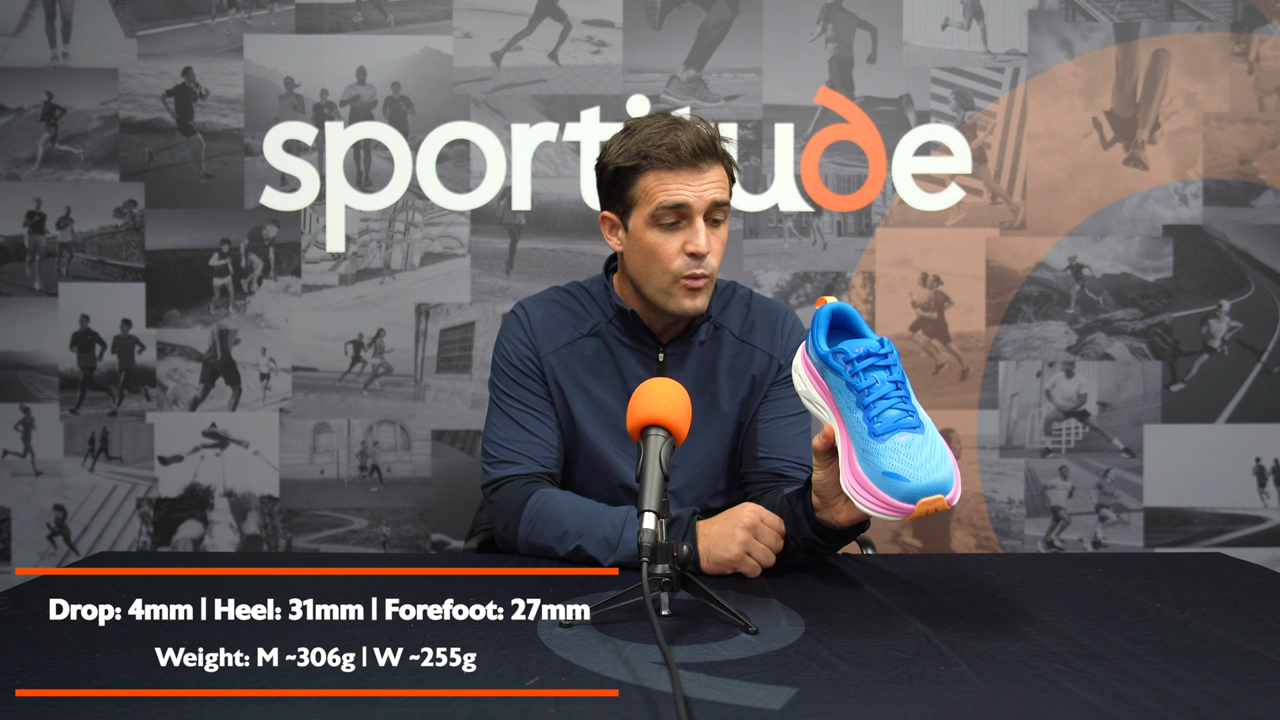 sportitude
Drop: 4mm | Heel: 31mm | Forefoot: 27mm
Weight: M ~306g | W ~255g